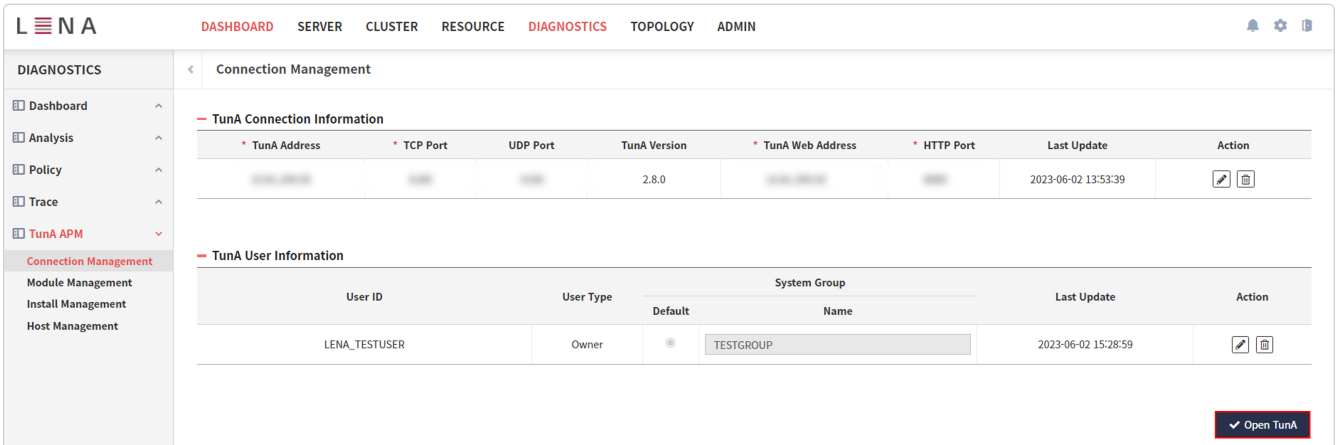 LENA
DASHBOARD SERVER CLUSTER RESOURCE DIAGNOSTICS TOPOLOGY ADMIN
DIAGNOSTICS
Connection Management
Dashboard
Analysis
Policy
Trace
TunA APM
Connection Management
Module Management
Install Management
Host Management
TunA Connection Information
* TunA Address * TCP Port UDP Port TunA Version * TunA Web Address * HTTP Port Last Update Action
2.8.0 2023-06-02 13:53:39
TunA User Information
User ID User Type System Group Last Update Action
Default Name
LENA_TESTUSER Owner TESTGROUP 2023-06-02 15:28:59
Open TunA